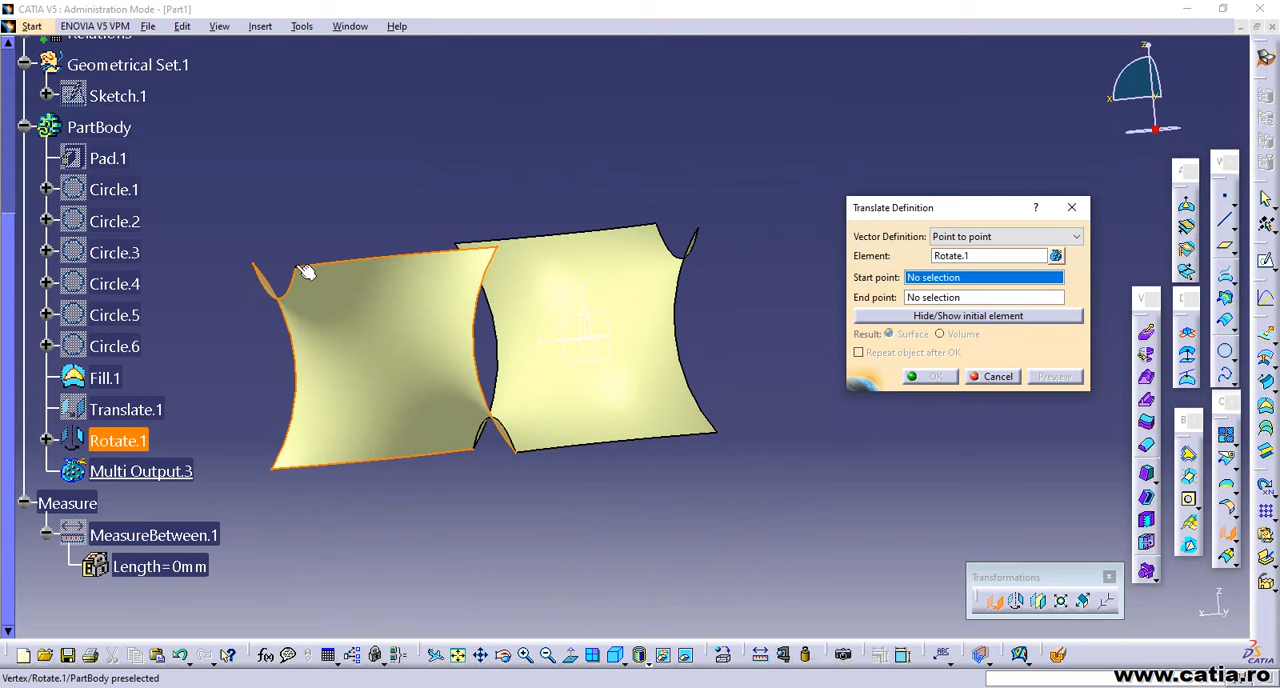 CATIA V5 : Administration Mode - [Part1]
Start ENOVIA V5 VPM File Edit View Insert Tools Window Help
Relations
Geometrical Set.1
Sketch.1
PartBody
Pad.1
Circle.1
Circle.2
Circle.3
Circle.4
Circle.5
Circle.6
Fill.1
Translate.1
Rotate.1
Multi Output.3
Measure
MeasureBetween.1
Length=0mm
z
x
y
Translate Definition ?
Vector Definition: Point to point
Element: Rotate.1
Start point: No selection
End point: No selection
Hide/Show initial element
Result: Surface Volume
Repeat object after OK
OK Cancel Preview
Transformations
z
x y
f(x)
ABC
CATIA
Vertex/Rotate.1/PartBody preselected
www.catia.ro